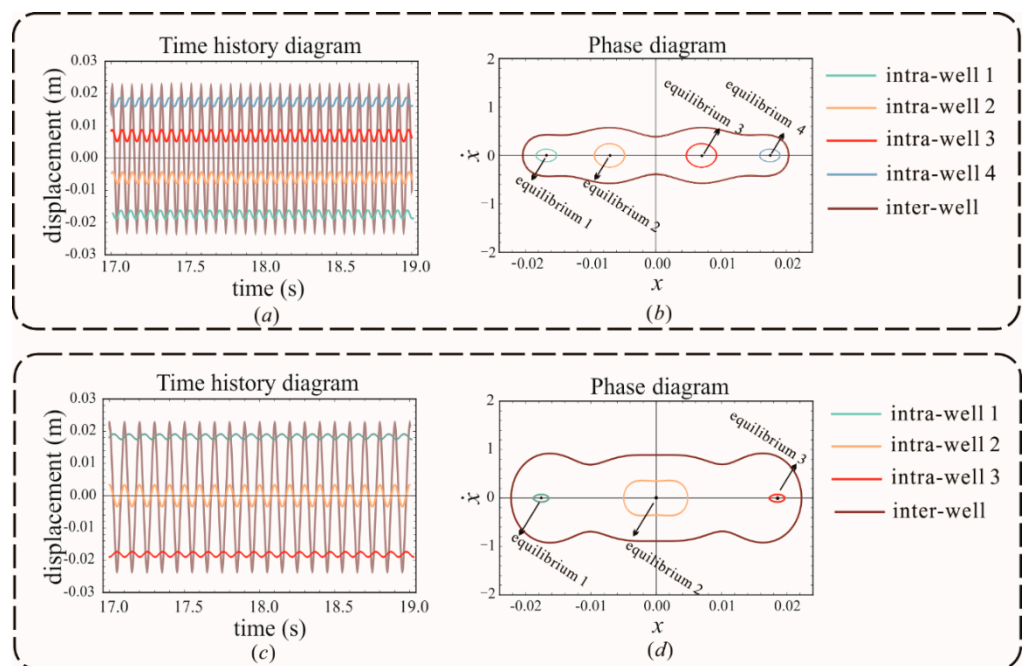 Time history diagram
displacement (m)
0.03
0.02
0.01
0.00
-0.01
-0.02
-0.03
17.0
17.5
18.0
18.5
19.0
time (s)
(a)
Phase diagram
ẋ
2
1
0
-1
-2
equilibrium 3
equilibrium 4
equilibrium 1
equilibrium 2
-0.02
-0.01
0.00
0.01
0.02
x
(b)
intra-well 1
intra-well 2
intra-well 3
intra-well 4
inter-well
Time history diagram
displacement (m)
0.03
0.02
0.01
0.00
-0.01
-0.02
-0.03
17.0
17.5
18.0
18.5
19.0
time (s)
(c)
Phase diagram
ẋ
2
1
0
-1
-2
equilibrium 3
equilibrium 1
equilibrium 2
-0.02
-0.01
0.00
0.01
0.02
x
(d)
intra-well 1
intra-well 2
intra-well 3
inter-well